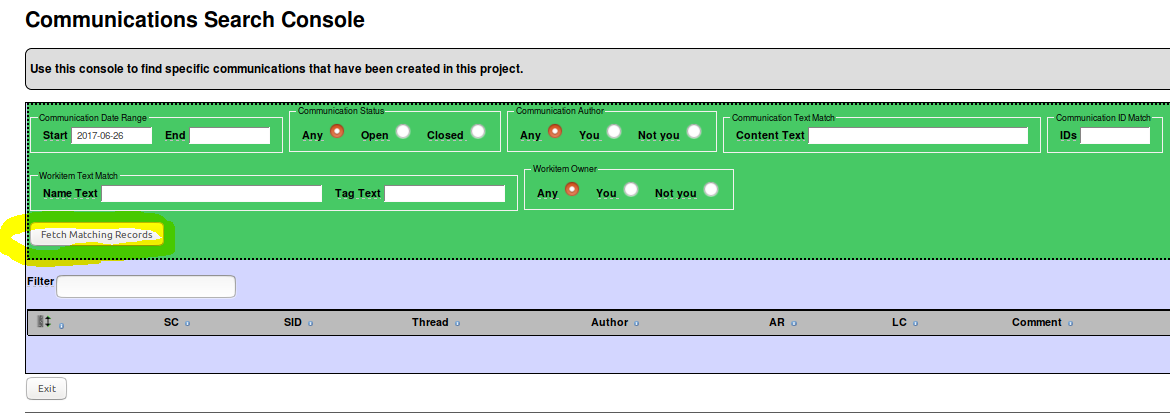 Communications Search Console
Use this console to find specific communications that have been created in this project.
Communication Date Range
Start 2017-06-26 End
Communication Status
Any Open Closed
Communication Author
Any You Not you
Communication Text Match
Content Text
Communication ID Match
IDs
Workitem Text Match
Name Text Tag Text
Workitem Owner
Any You Not you
Fetch Matching Records
Filter
SC SID Thread Author AR LC Comment
Exit